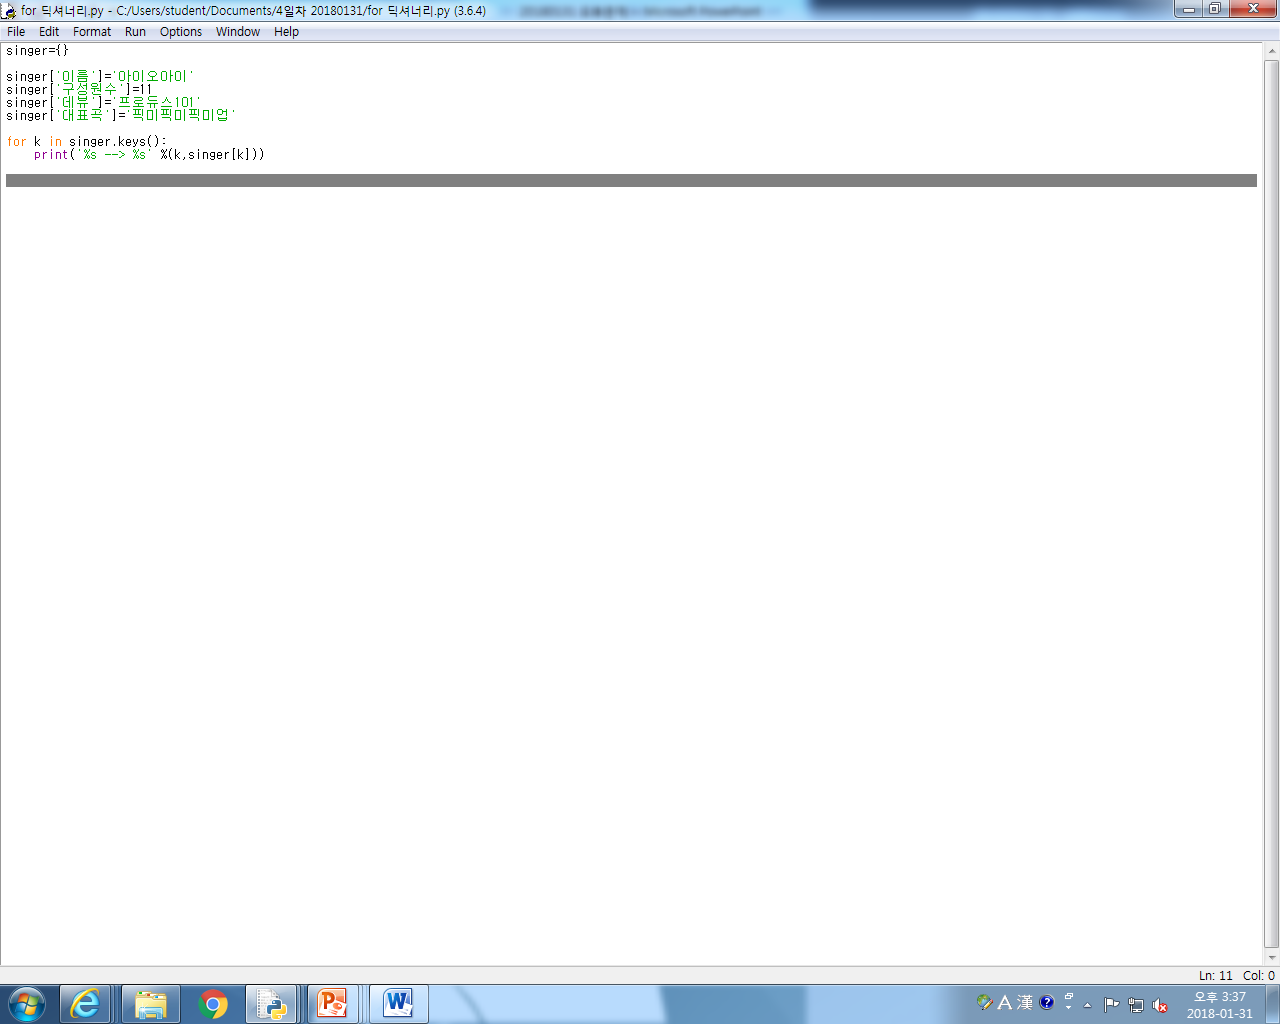 for 딕셔너리.py - C:/Users/student/Documents/4일차 20180131/for 딕셔너리.py (3.6.4)
File Edit Format Run Options Window Help
singer={}
singer['이름']='아이오아이'
singer['구성원수']=11
singer['데뷰']='프로듀스101'
singer['대표곡']='픽미픽미픽미업'
for k in singer.keys():
    print('%s --> %s' %(k,singer[k]))
Ln: 11 Col: 0
A 漢
오후 3:37
2018-01-31